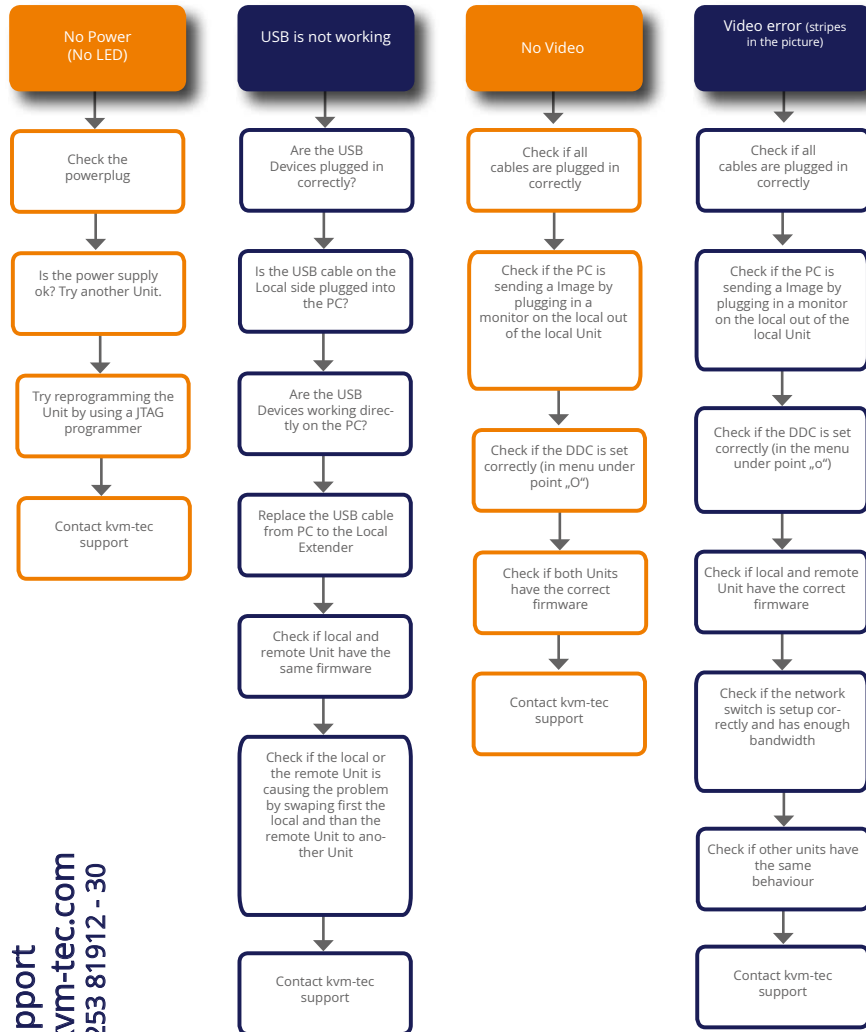 No Power
(No LED)
Check the
powerplug
Is the power supply
ok? Try another Unit.
Try reprogramming the
Unit by using a JTAG
programmer
Contact kvm-tec
support
USB is not working
Are the USB
Devices plugged in
correctly?
Is the USB cable on the
Local side plugged into
the PC?
Are the USB
Devices working direc-
tly on the PC?
Replace the USB cable
from PC to the Local
Extender
Check if local and
remote Unit have the
same firmware
Check if the local or
the remote Unit is
causing the problem
by swaping first the
local and than the
remote Unit to ano-
ther Unit
Contact kvm-tec
support
No Video
Check if all
cables are plugged in
correctly
Check if the PC is
sending a Image by
plugging in a
monitor on the local out
of the local Unit
Check if the DDC is set
correctly (in menu under
point „O“)
Check if both Units
have the correct
firmware
Contact kvm-tec
support
Video error (stripes
in the picture)
Check if all
cables are plugged in
correctly
Check if the PC is
sending a Image by
plugging in a monitor
on the local out of the
local Unit
Check if the DDC is set
correctly (in the menu
under point „o“)
Check if local and remote
Unit have the correct
firmware
Check if the network
switch is setup cor-
rectly and has enough
bandwidth
Check if other units have
the same
behaviour
Contact kvm-tec
support
pport
kvm-tec.com
253 81912 - 30